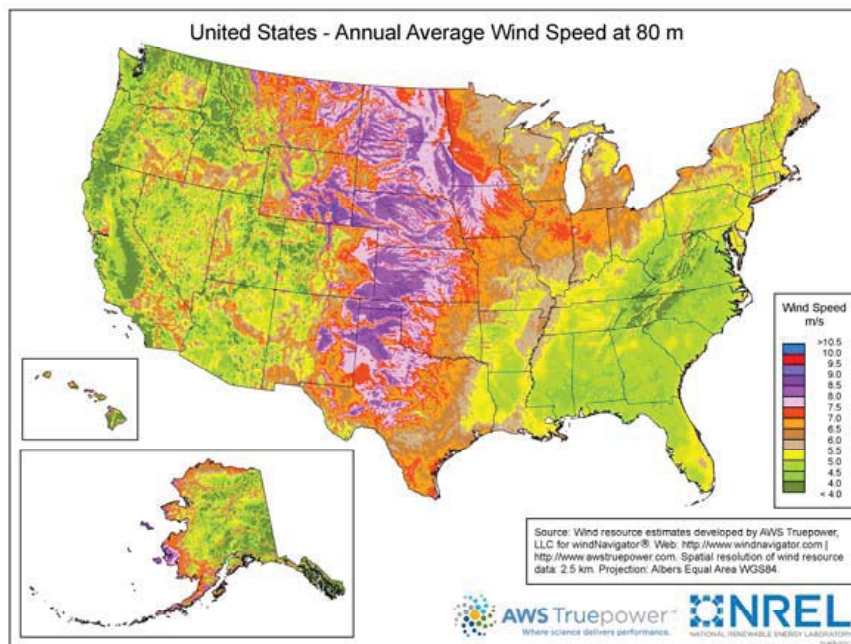 United States - Annual Average Wind Speed at 80 m
Wind Speed
m/s
>10.5
10.0
9.5
9.0
8.5
8.0
7.5
7.0
6.5
6.0
5.5
5.0
4.5
4.0
< 4.0
Source: Wind resource estimates developed by AWS Truepower,
LLC for windNavigator®. Web: http://www.windnavigator.com |
http://www.awstruepower.com. Spatial resolution of wind resource
data: 2.5 km. Projection: Albers Equal Area WGS84.
AWS Truepower™
Where science delivers performance.
NREL
NATIONAL RENEWABLE ENERGY LABORATORY